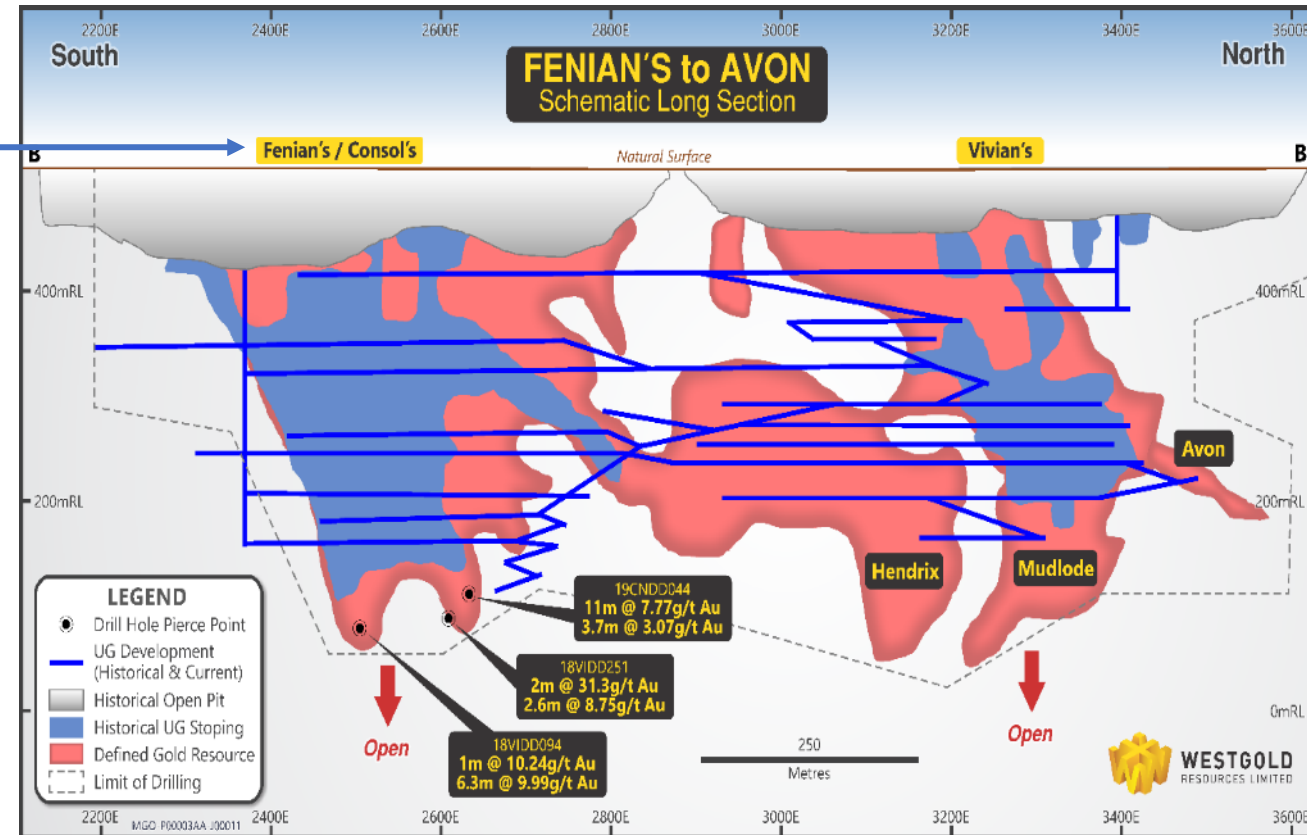 2200E 2400E 2600E 2800E 3000E 3200E 3400E 3600E
South
North
FENIAN'S to AVON
Schematic Long Section
Fenian's / Consol's
Natural Surface
Vivian's
B
B
400mRL
400mRL
Avon
200mRL
200mRL
Hendrix
Mudlode
19CNDD044
11m @ 7.77g/t Au
3.7m @ 3.07g/t Au
18VIDD251
2m @ 31.3g/t Au
2.6m @ 8.75g/t Au
18VIDD094
1m @ 10.24g/t Au
6.3m @ 9.99g/t Au
LEGEND
Drill Hole Pierce Point
UG Development
(Historical & Current)
Historical Open Pit
Historical UG Stoping
Defined Gold Resource
Limit of Drilling
Open
Open
0mRL
250
Metres
WESTGOLD
RESOURCES LIMITED
2200E 2400E 2600E 2800E 3000E 3200E 3400E 3600E